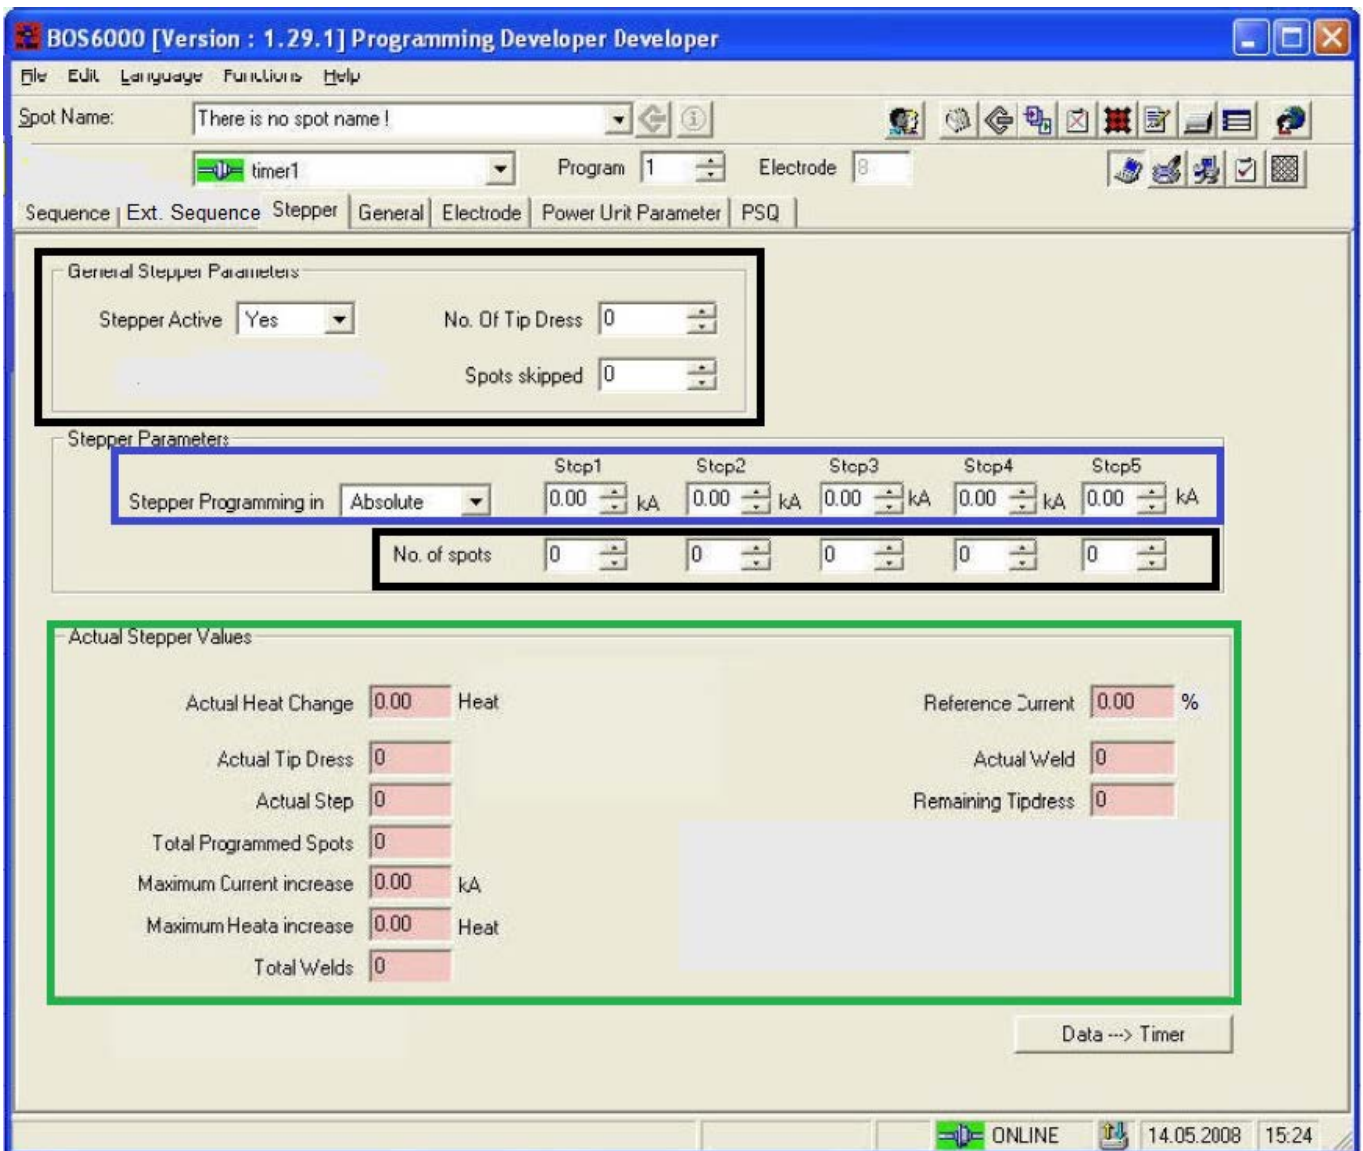 BOS6000 [Version : 1.29.1] Programming Developer Developer
File Edit Language Functions Help
Spot Name: There is no spot name !
timer1 Program 1 Electrode 8
Sequence Ext. Sequence Stepper General Electrode Power Unit Parameter PSQ
General Stepper Parameters
Stepper Active Yes No. Of Tip Dress 0
Spots skipped 0
Stepper Parameters
Step1 Step2 Step3 Step4 Step5
Stepper Programming in Absolute 0.00 kA 0.00 kA 0.00 kA 0.00 kA 0.00 kA
No. of spots 0 0 0 0 0
Actual Stepper Values
Actual Heat Change 0.00 Heat Reference Current 0.00 %
Actual Tip Dress 0 Actual Weld 0
Actual Step 0 Remaining Tipdress 0
Total Programmed Spots 0
Maximum Current increase 0.00 kA
Maximum Heata increase 0.00 Heat
Total Welds 0
Data ---> Timer
ONLINE 14.05.2008 15:24